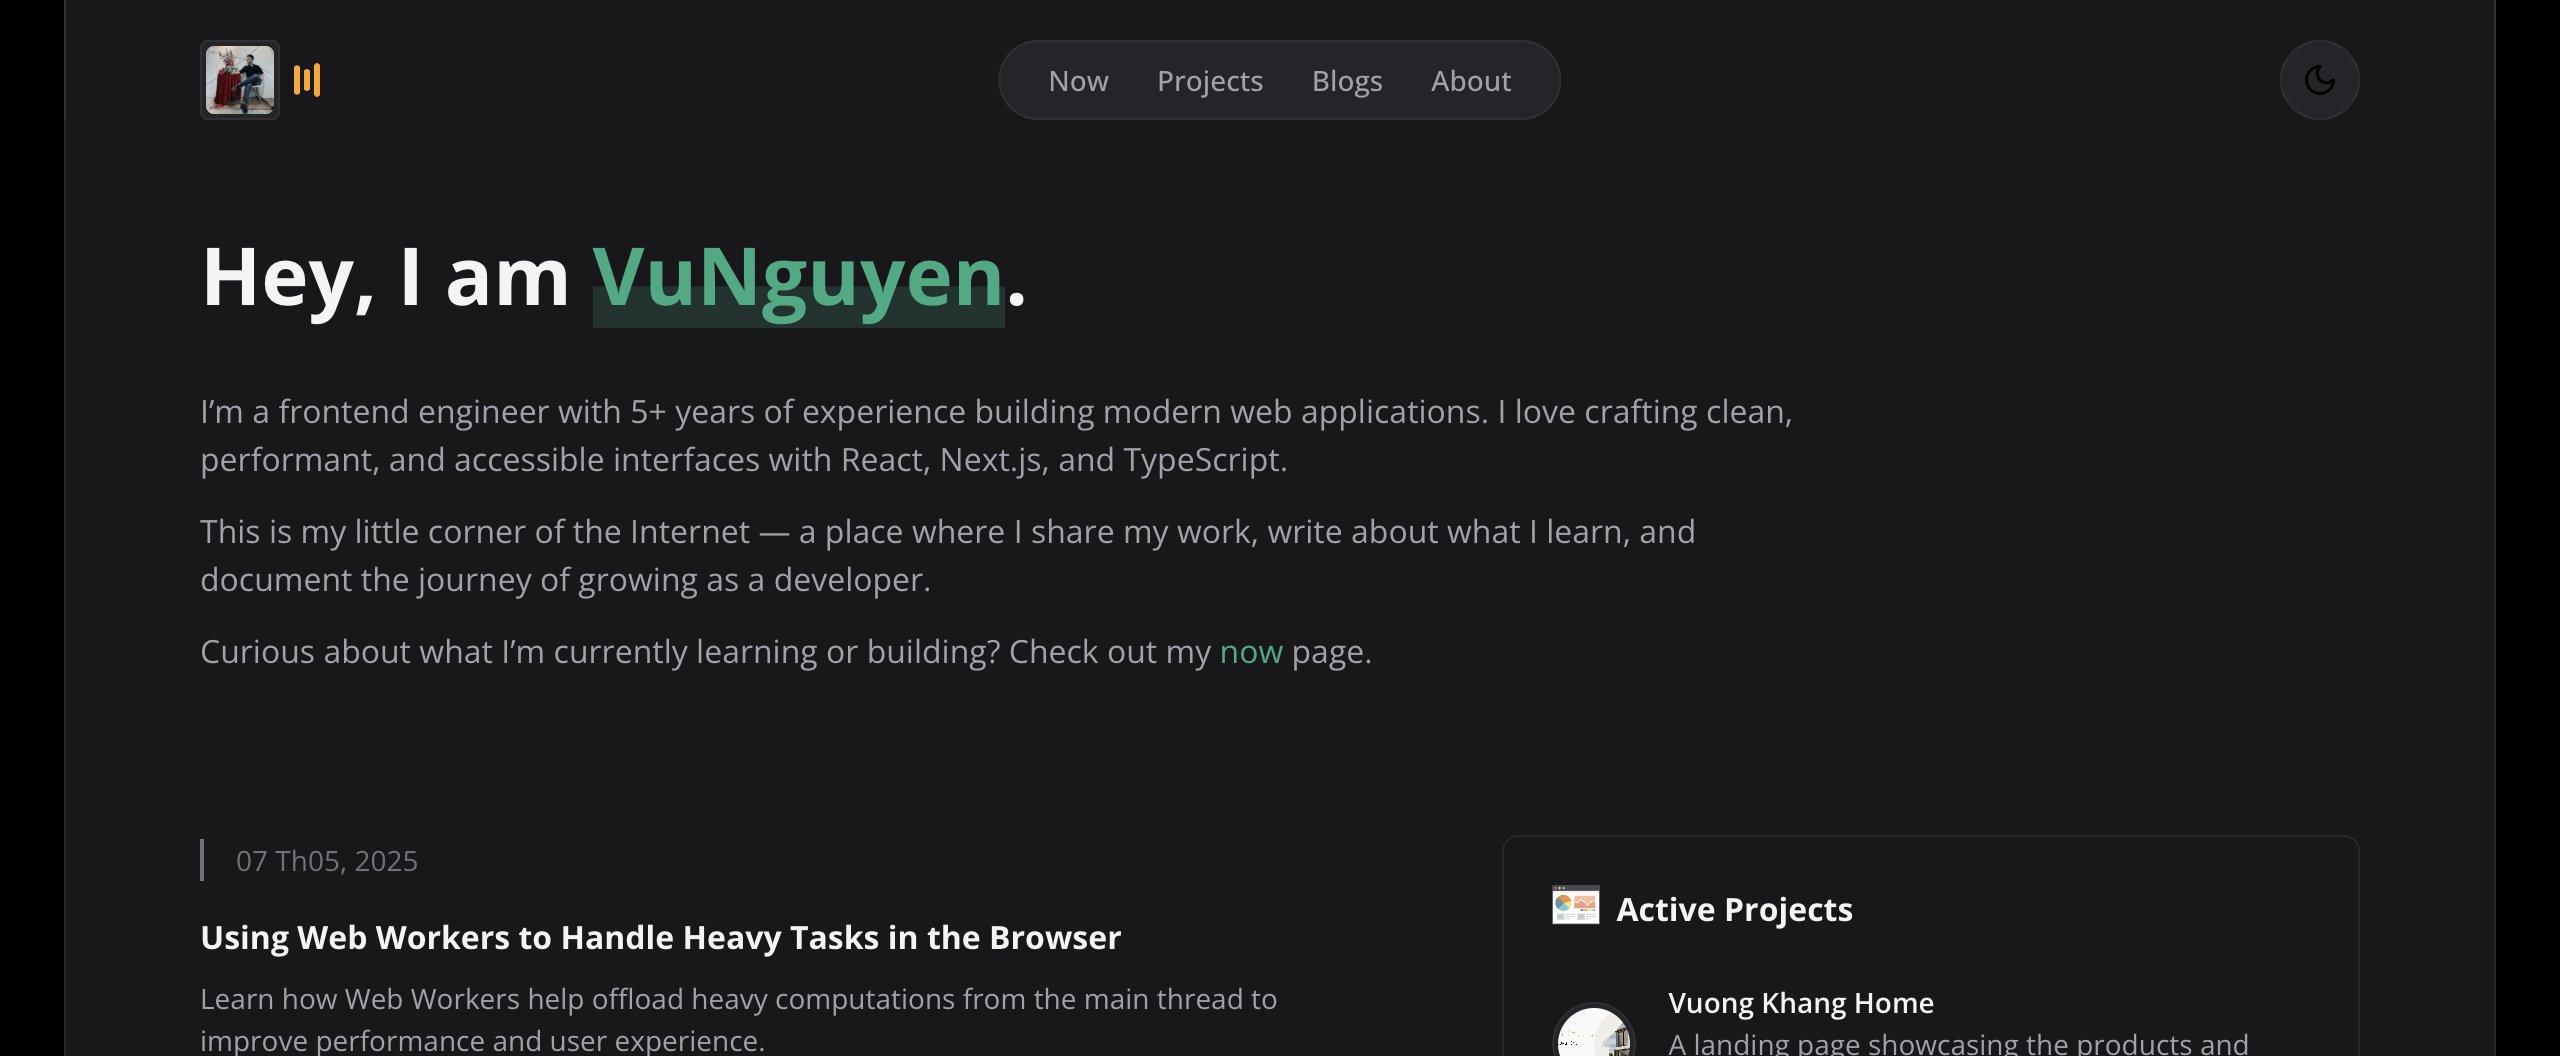 Now Projects Blogs About
Hey, I am VuNguyen.
I’m a frontend engineer with 5+ years of experience building modern web applications. I love crafting clean,
performant, and accessible interfaces with React, Next.js, and TypeScript.
This is my little corner of the Internet — a place where I share my work, write about what I learn, and
document the journey of growing as a developer.
Curious about what I’m currently learning or building? Check out my now page.
07 Th05, 2025
Using Web Workers to Handle Heavy Tasks in the Browser
Learn how Web Workers help offload heavy computations from the main thread to
improve performance and user experience.
Active Projects
Vuong Khang Home
A landing page showcasing the products and